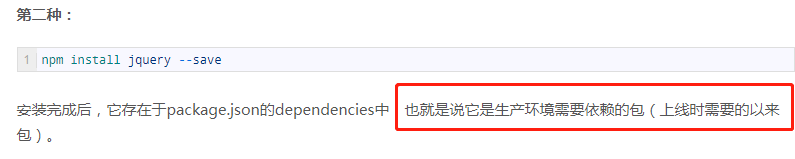 第二种：
1 npm install jquery --save
安装完成后，它存在于package.json的dependencies中 也就是说它是生产环境需要依赖的包（上线时需要的以来
包）。